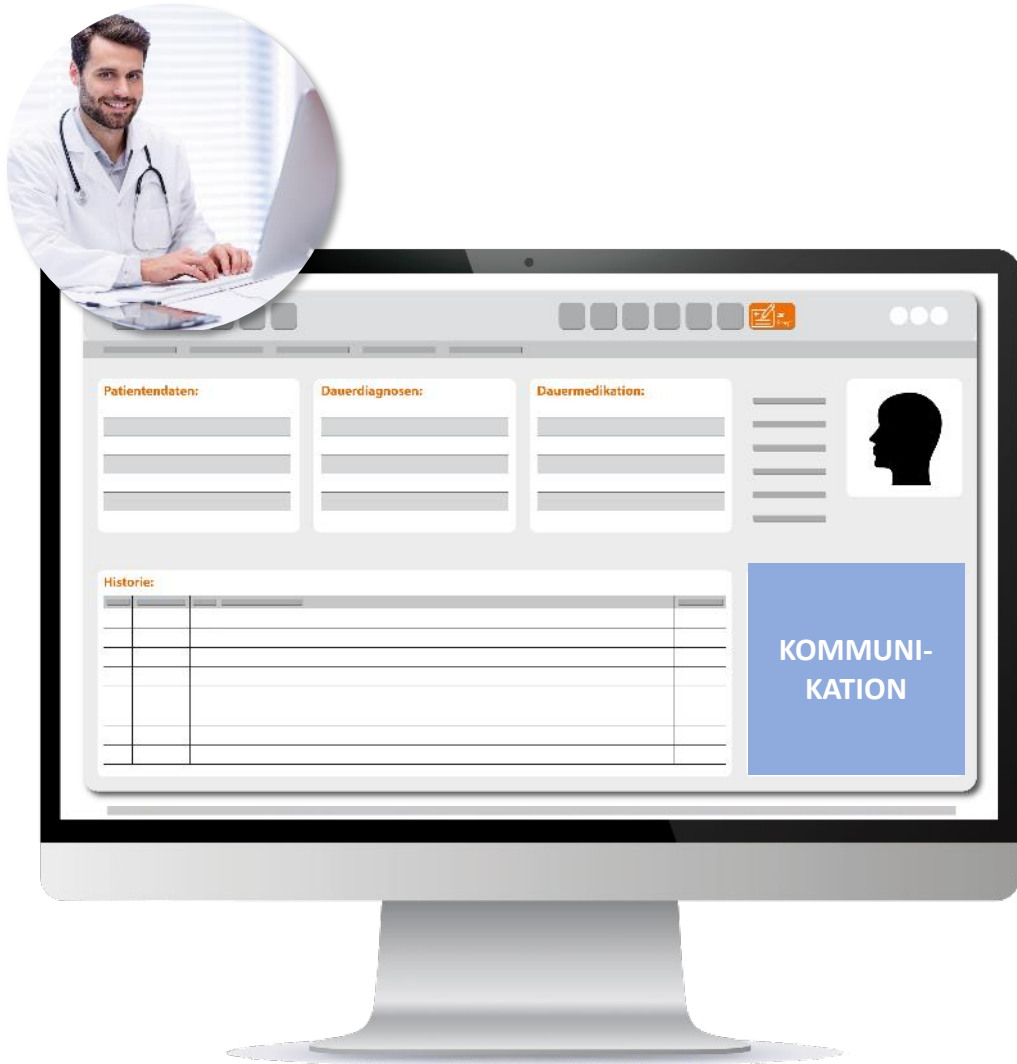 Patientendaten:
Dauerdiagnosen:
Dauermedikation:
Historie:
KOMMUNI-
KATION